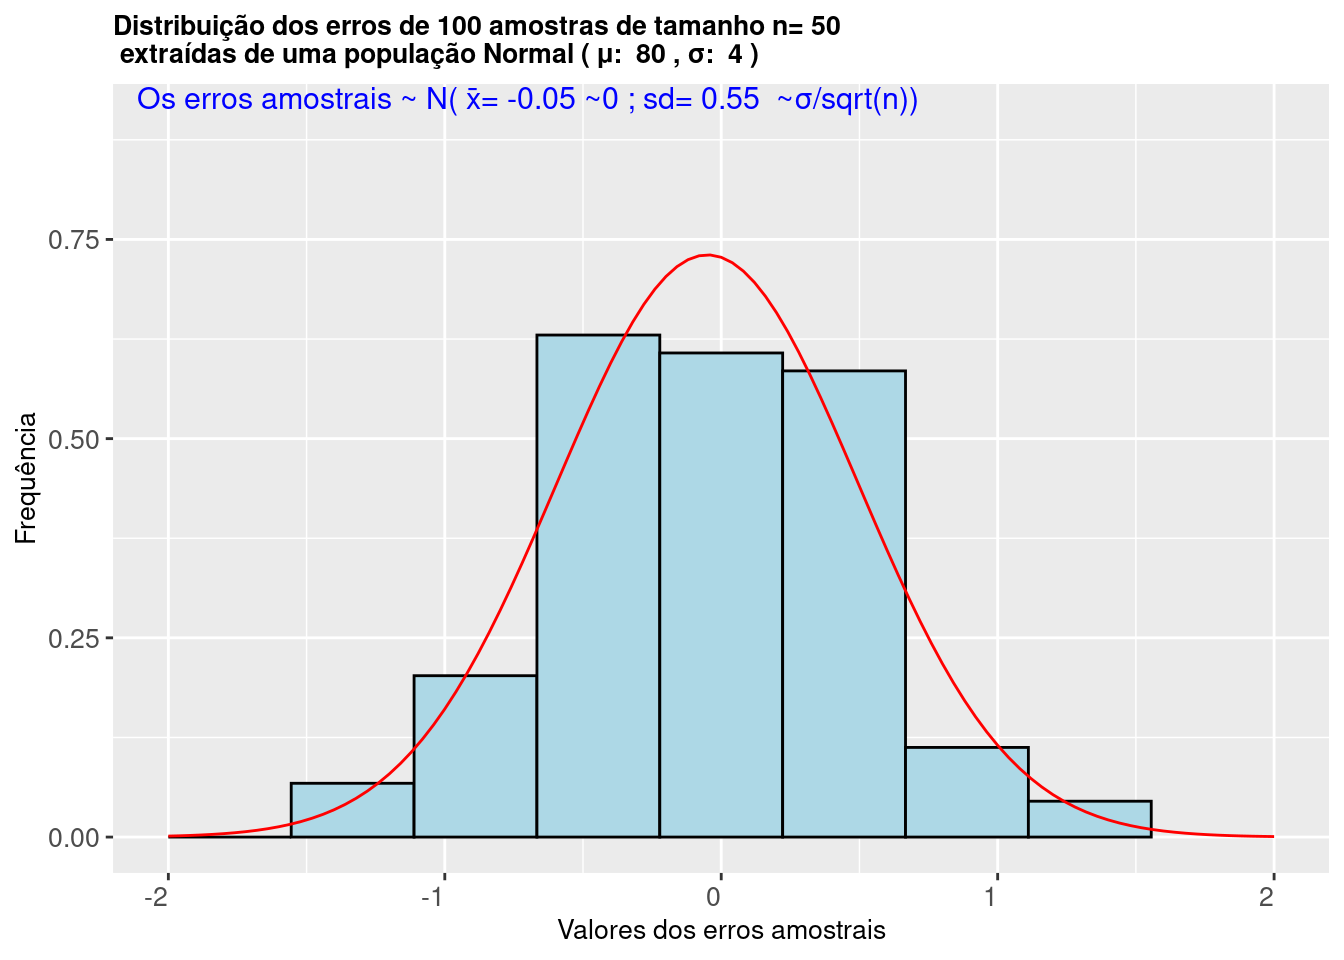 Distribuição dos erros de 100 amostras de tamanho n= 50
extraídas de uma população Normal ( μ:  80 , σ:  4 )
Os erros amostrais ~ N( x̄= -0.05 ~0 ; sd= 0.55  ~σ/sqrt(n))
Frequência
0.75
0.50
0.25
0.00
-2 -1 0 1 2
Valores dos erros amostrais